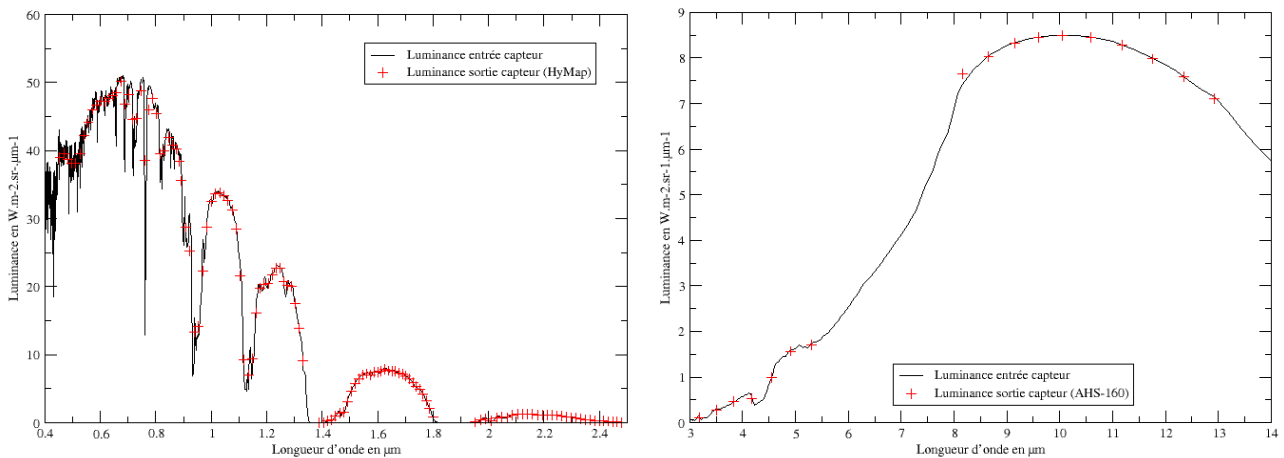 60
50
40
30
20
10
0
Luminance en W.m-2.sr-.µm-1
Luminance entrée capteur
Luminance sortie capteur (HyMap)
0.4 0.6 0.8 1 1.2 1.4 1.6 1.8 2 2.2 2.4
Longueur d'onde en µm
9
8
7
6
5
4
3
2
1
0
Luminance en W.m-2.sr-1.µm-1
Luminance entrée capteur
Luminance sortie capteur (AHS-160)
3 4 5 6 7 8 9 10 11 12 13 14
Longueur d'onde en µm